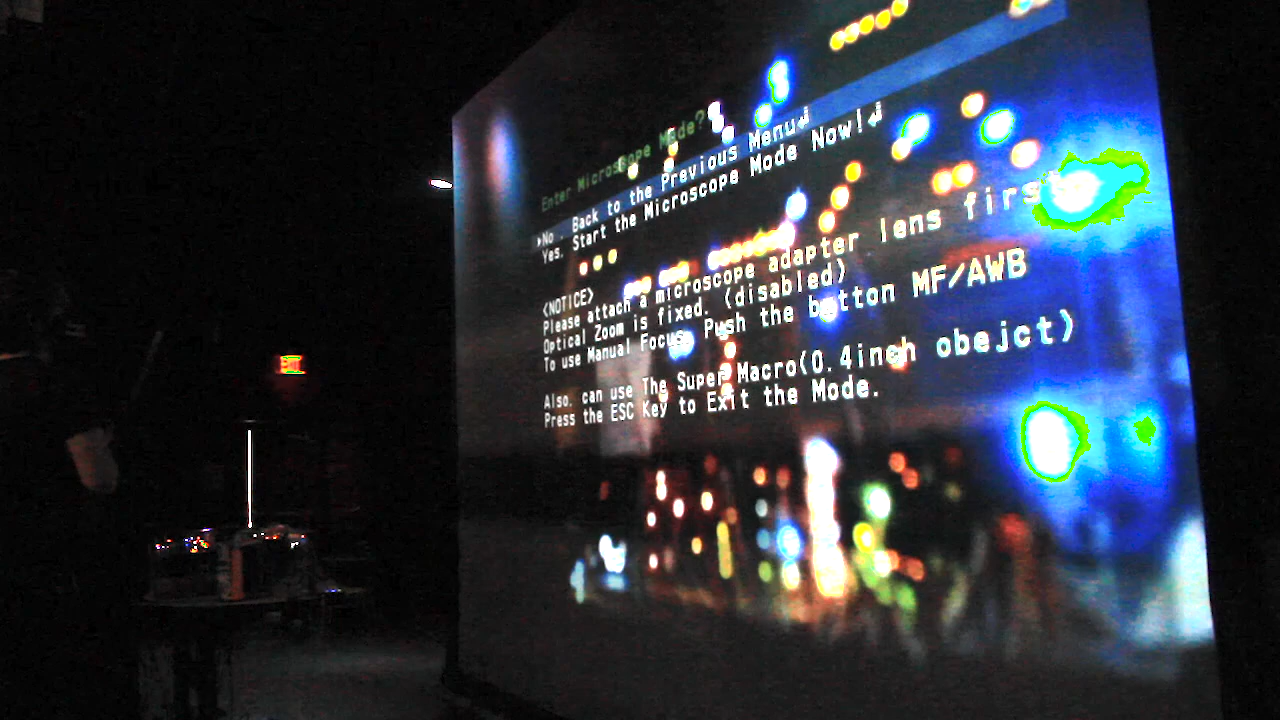 Enter Microscope Mode?
▶No . Back to the Previous Menu↲
Yes. Start the Microscope Mode Now!↲
<NOTICE>
Please attach a microscope adapter lens first
Optical Zoom is fixed. (disabled)
To use Manual Focus, Push the button MF/AWB
Also, can use The Super Macro(0.4inch obejct)
Press the ESC Key to Exit the Mode.
EXIT